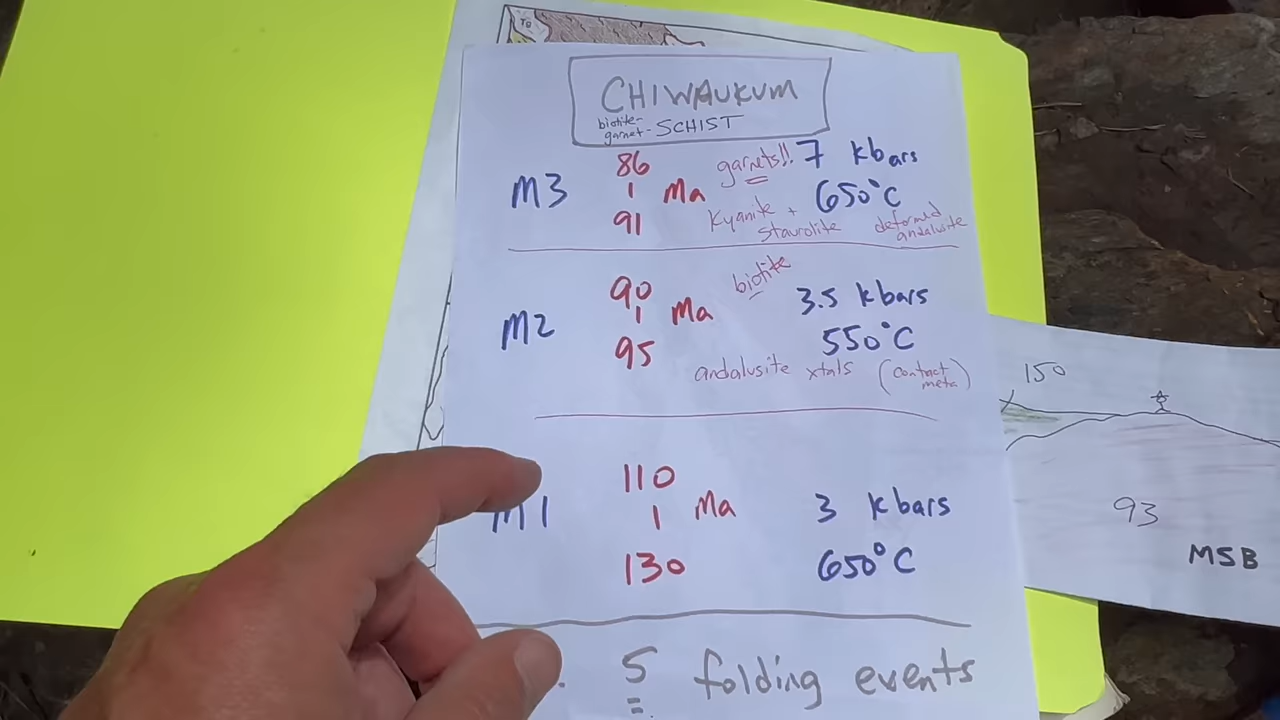 To
CHIWAUKUM
biotite-
garnet-SCHIST
M3 86 | 91 Ma garnets!! 7 kbars
650°C
Kyanite + staurolite deformed andalusite
M2 90 | 95 Ma biotite 3.5 kbars
550°C
andalusite xtals (contact meta)
M1 110 | 130 Ma 3 kbars
650°C
5 folding events
150
93
MSB